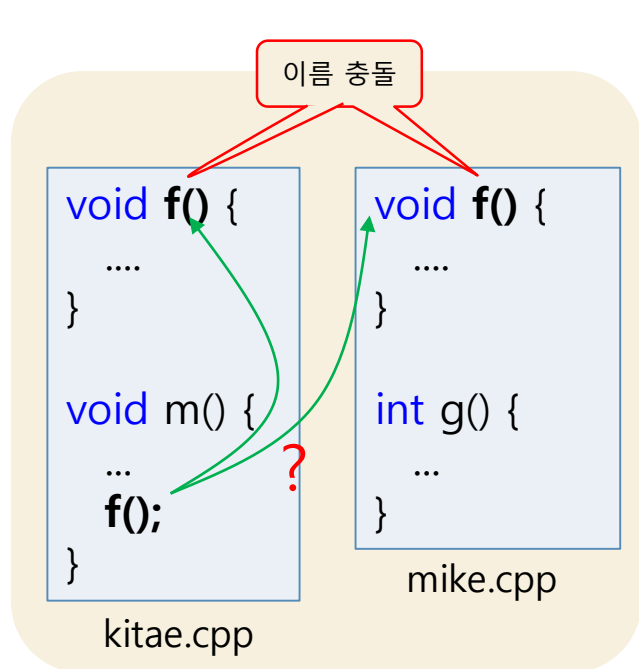 이름 충돌
void f() {
....
}
void m() {
...
f();
}
kitae.cpp
void f() {
....
}
int g() {
...
}
mike.cpp
?